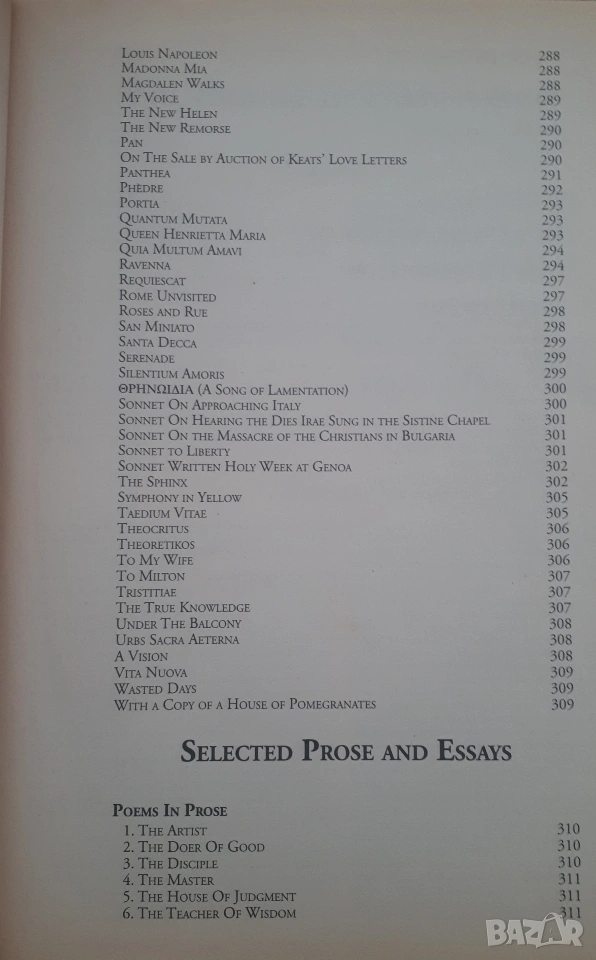 Louis Napoleon 288
Madonna Mia 288
Magdalen Walks 288
My Voice 289
The New Helen 289
The New Remorse 290
Pan 290
On The Sale by Auction of Keats' Love Letters 290
Panthea 291
Phèdre 292
Portia 293
Quantum Mutata 293
Queen Henrietta Maria 293
Quia Multum Amavi 294
Ravenna 294
Requiescat 297
Rome Unvisited 297
Roses and Rue 298
San Miniato 298
Santa Decca 299
Serenade 299
Silentium Amoris 299
ΘΡΗΝΩΙΔΙΑ (A Song of Lamentation) 300
Sonnet On Approaching Italy 300
Sonnet On Hearing the Dies Irae Sung in the Sistine Chapel 301
Sonnet On the Massacre of the Christians in Bulgaria 301
Sonnet to Liberty 301
Sonnet Written Holy Week at Genoa 302
The Sphinx 302
Symphony in Yellow 305
Taedium Vitae 305
Theocritus 306
Theoretikos 306
To My Wife 306
To Milton 307
Tristitiae 307
The True Knowledge 307
Under The Balcony 308
Urbs Sacra Aeterna 308
A Vision 308
Vita Nuova 309
Wasted Days 309
With a Copy of a House of Pomegranates 309
Selected Prose and Essays
Poems In Prose
1. The Artist 310
2. The Doer Of Good 310
3. The Disciple 310
4. The Master 311
5. The House Of Judgment 311
6. The Teacher Of Wisdom 311
BAZAR